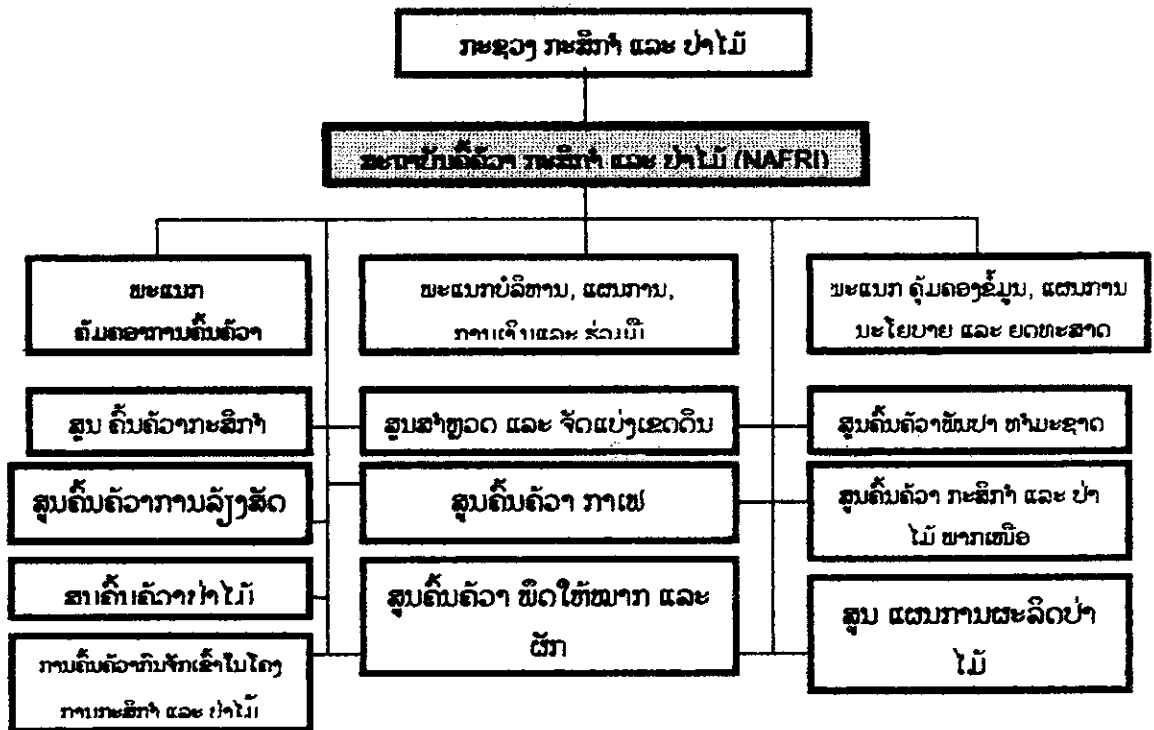 ກະຊວງ ກະສິກຳ ແລະ ປ່າໄມ້
ສະຖາບັນຄົ້ນຄ້ວາ ກະສິກຳ ແລະ ປ່າໄມ້ (NAFRI)
ພະແນກ
ຄຸ້ມຄອງການຄົ້ນຄ້ວາ
ພະແນກບໍລິຫານ, ແຜນການ,
ການເງິນແລະ ຮ່ວມມື
ພະແນກ ຄຸ້ມຄອງຂໍ້ມູນ, ແຜນການ
ນະໂຍບາຍ ແລະ ຍດທະສາດ
ສູນ ຄົ້ນຄ້ວາກະສິກຳ
ສູນສຳຫຼວດ ແລະ ຈັດແບ່ງເຂດດິນ
ສູນຄົ້ນຄ້ວາພັນປາ ທຳມະຊາດ
ສູນຄົ້ນຄ້ວາການລ້ຽງສັດ
ສູນຄົ້ນຄ້ວາ ກາເຟ
ສູນຄົ້ນຄ້ວາ ກະສິກຳ ແລະ ປ່າ
ໄມ້ ພາກເໜືອ
ສູນຄົ້ນຄ້ວາປ່າໄມ້
ສູນຄົ້ນຄ້ວາ ພຶດໃຫ້ໝາກ ແລະ
ຜັກ
ສູນ ແຜນການຜະລິດປ່າ
ໄມ້
ການຄົ້ນຄ້ວາກົນຈັກເຂົ້າໃນໂຄງ
ການກະສິກຳ ແລະ ປ່າໄມ້